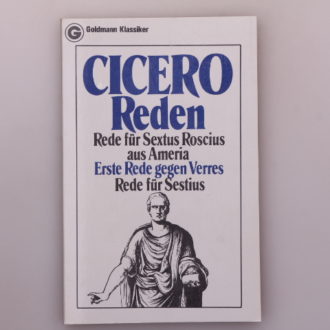 G Goldmann Klassiker
CICERO
Reden
Rede für Sextus Roscius
aus Ameria
Erste Rede gegen Verres
Rede für Sestius